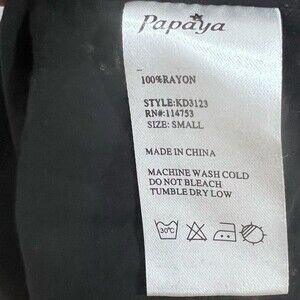 Papaya
100%RAYON
STYLE:KD3123
RN#:114753
SIZE: SMALL
MADE IN CHINA
MACHINE WASH COLD
DO NOT BLEACH
TUMBLE DRY LOW
30°C